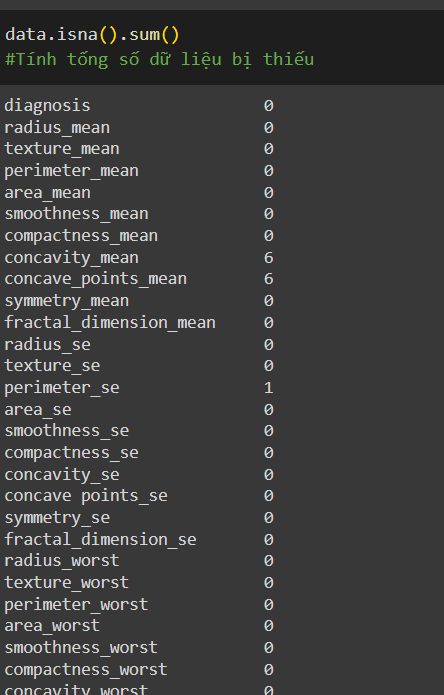 data.isna().sum()
#Tính tổng số dữ liệu bị thiếu
diagnosis 0
radius_mean 0
texture_mean 0
perimeter_mean 0
area_mean 0
smoothness_mean 0
compactness_mean 0
concavity_mean 6
concave_points_mean 6
symmetry_mean 0
fractal_dimension_mean 0
radius_se 0
texture_se 0
perimeter_se 1
area_se 0
smoothness_se 0
compactness_se 0
concavity_se 0
concave points_se 0
symmetry_se 0
fractal_dimension_se 0
radius_worst 0
texture_worst 0
perimeter_worst 0
area_worst 0
smoothness_worst 0
compactness_worst 0
concavity_worst 0